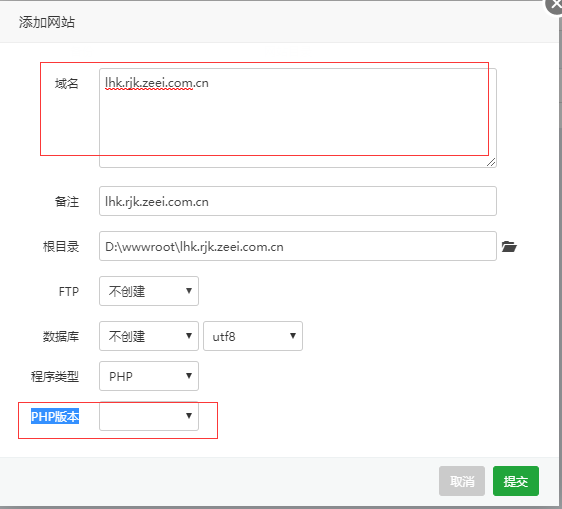 添加网站
域名 lhk.rjk.zeei.com.cn
备注 lhk.rjk.zeei.com.cn
根目录 D:\wwwroot\lhk.rjk.zeei.com.cn
FTP 不创建
数据库 不创建 utf8
程序类型 PHP
PHP版本
取消 提交